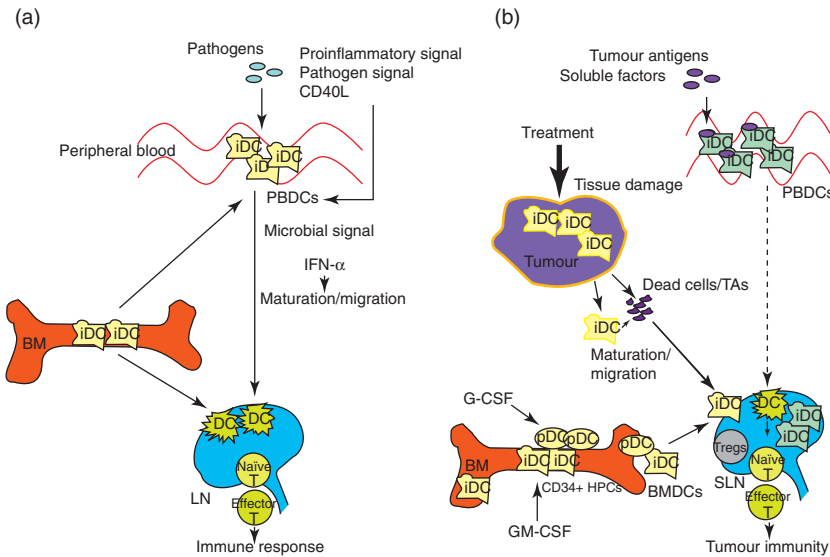 (a)
Pathogens
Proinflammatory signal
Pathogen signal
CD40L
Peripheral blood
iDC
iD
iDC
PBDCs
Microbial signal
IFN-α
Maturation/migration
BM
iDC
iDC
DC
DC
Naïve
T
LN
Effector
T
Immune response
(b)
Tumour antigens
Soluble factors
Treatment
iDC
iDC
iDC
iDC
PBDCs
Tissue damage
iDC
iDC
iDC
Tumour
Dead cells/TAs
iDC
Maturation/
migration
G-CSF
pDC
pDC
pDC
BM
iDC
iDC
iDC
CD34+ HPCs
iDC
BMDCs
GM-CSF
iDC
DC
iDC
iDC
Tregs
Naïve
T
SLN
Effector
T
Tumour immunity